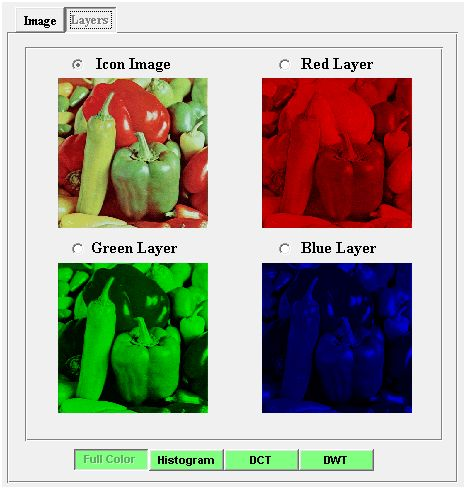 Image Layers
Icon Image Red Layer
Green Layer Blue Layer
Full Color Histogram DCT DWT